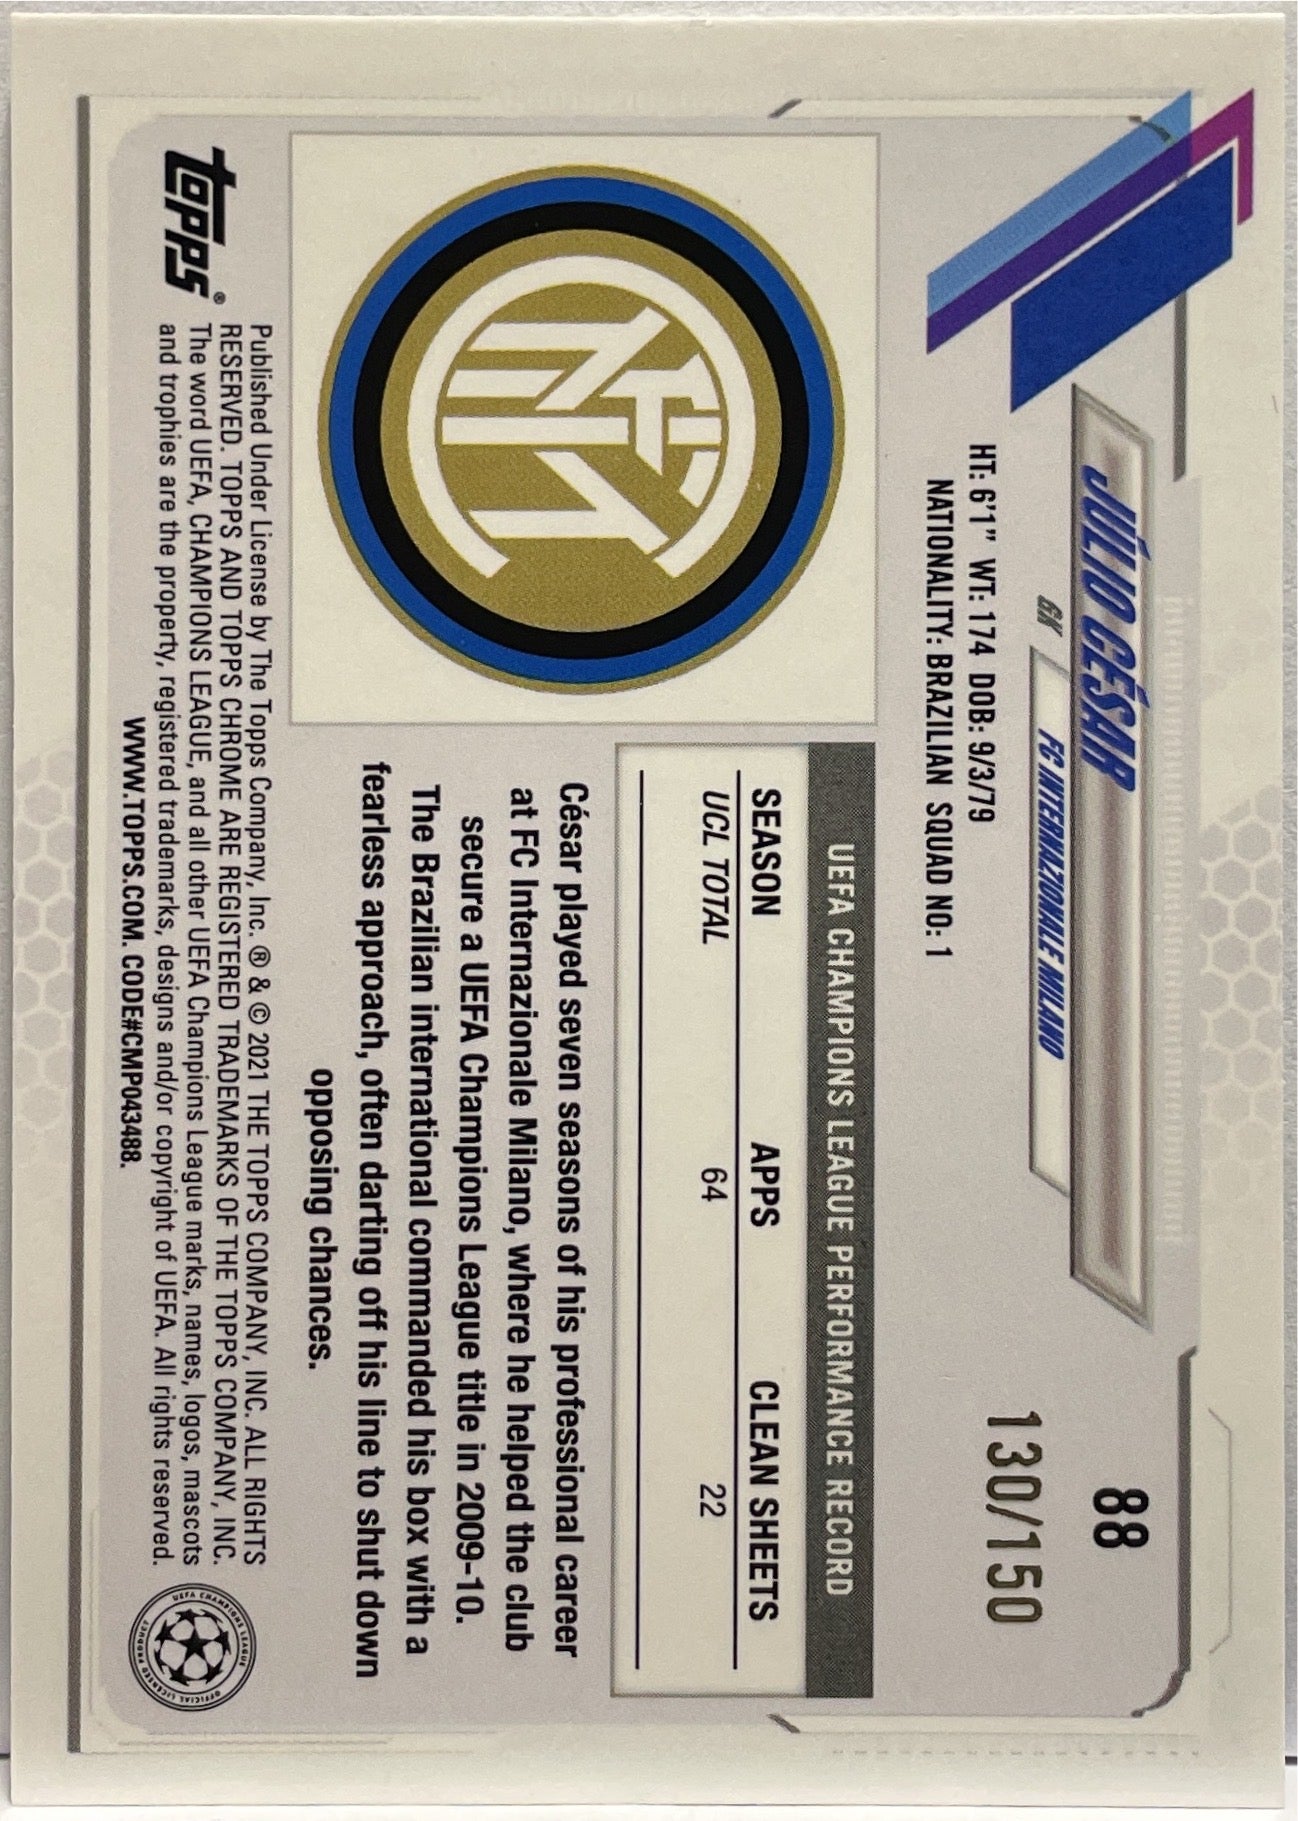 88
JÚLIO CÉSAR
GK FC INTERNAZIONALE MILANO
130/150
HT: 6'1" WT: 174 DOB: 9/3/79
NATIONALITY: BRAZILIAN SQUAD NO: 1
UEFA CHAMPIONS LEAGUE PERFORMANCE RECORD
SEASON APPS CLEAN SHEETS
UCL TOTAL 64 22
César played seven seasons of his professional career
at FC Internazionale Milano, where he helped the club
secure a UEFA Champions League title in 2009-10.
The Brazilian international commanded his box with a
fearless approach, often darting off his line to shut down
opposing chances.
topps®
Published Under License by The Topps Company, Inc. ® & © 2021 THE TOPPS COMPANY, INC. ALL RIGHTS
RESERVED. TOPPS AND TOPPS CHROME ARE REGISTERED TRADEMARKS OF THE TOPPS COMPANY, INC.
The word UEFA, CHAMPIONS LEAGUE, and all other UEFA Champions League marks, names, logos, mascots
and trophies are the property, registered trademarks, designs and/or copyright of UEFA. All rights reserved.
WWW.TOPPS.COM. CODE#CMP043488.
UEFA CHAMPIONS LEAGUE
OFFICIAL LICENSED PRODUCT